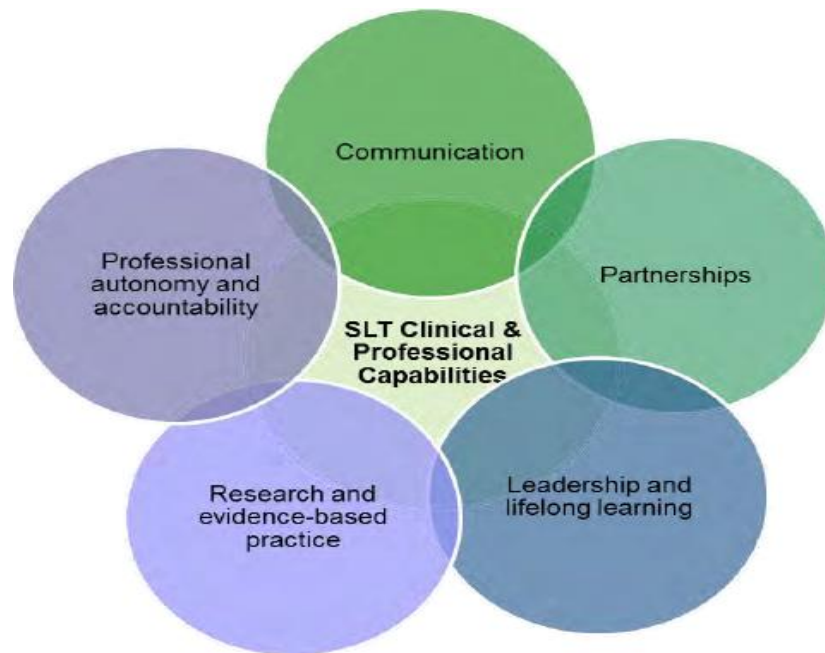 Communication
Partnerships
Leadership and
lifelong learning
Research and
evidence-based
practice
Professional
autonomy and
accountability
SLT Clinical &
Professional
Capabilities